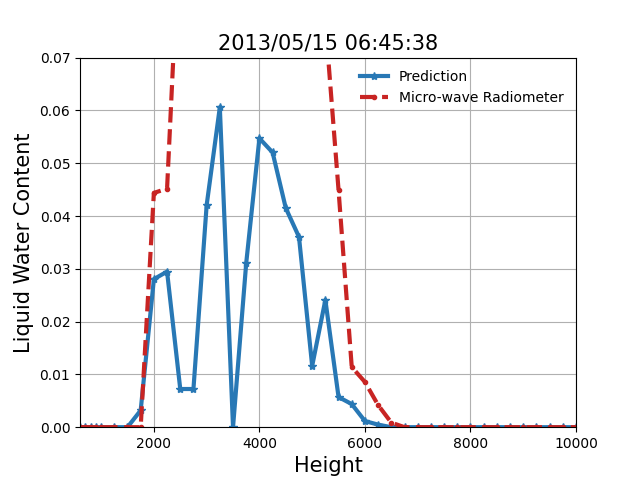 2013/05/15 06:45:38
0.07
0.06
0.05
0.04
0.03
0.02
0.01
0.00
Liquid Water Content
Prediction
Micro-wave Radiometer
2000 4000 6000 8000 10000
Height